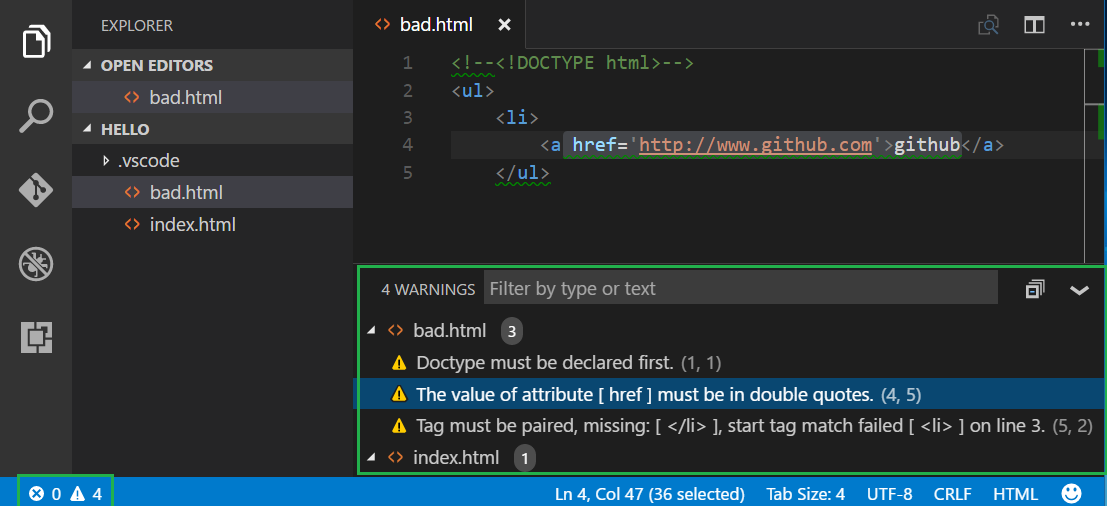 EXPLORER
OPEN EDITORS
bad.html
HELLO
.vscode
bad.html
index.html
bad.html
1 <!--<!DOCTYPE html>-->
2 <ul>
3 <li>
4 <a href='http://www.github.com'>github</a>
5 </ul>
4 WARNINGS Filter by type or text
bad.html 3
Doctype must be declared first. (1, 1)
The value of attribute [ href ] must be in double quotes. (4, 5)
Tag must be paired, missing: [ </li> ], start tag match failed [ <li> ] on line 3. (5, 2)
index.html 1
0 4 Ln 4, Col 47 (36 selected) Tab Size: 4 UTF-8 CRLF HTML